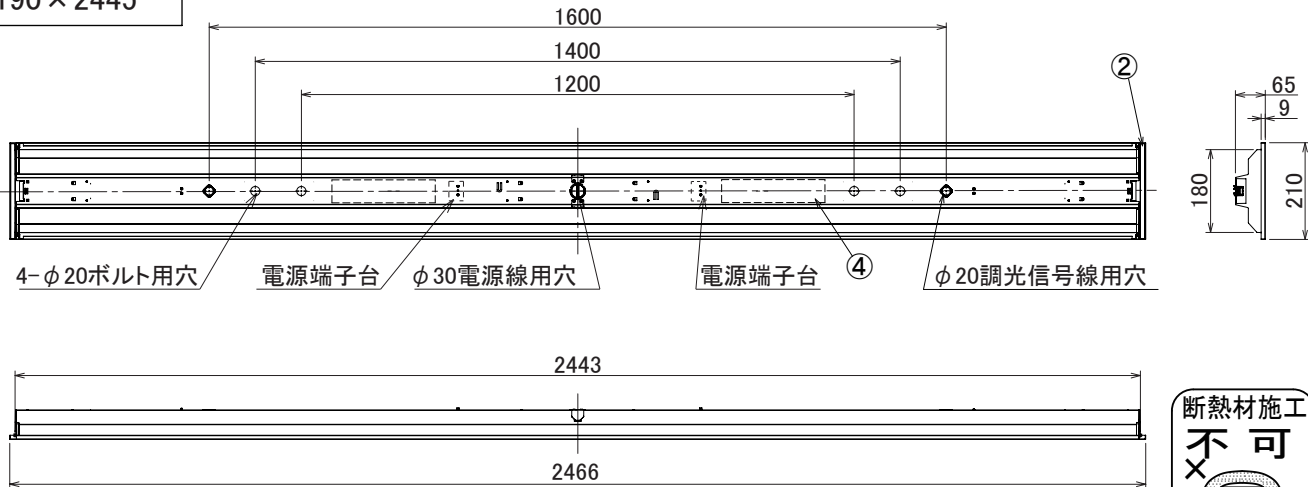 190×2445
1600
1400
1200
②
65
9
180
210
4-φ20ボルト用穴
電源端子台
φ30電源線用穴
電源端子台
④
φ20調光信号線用穴
2443
2466
断熱材施工
不可
×